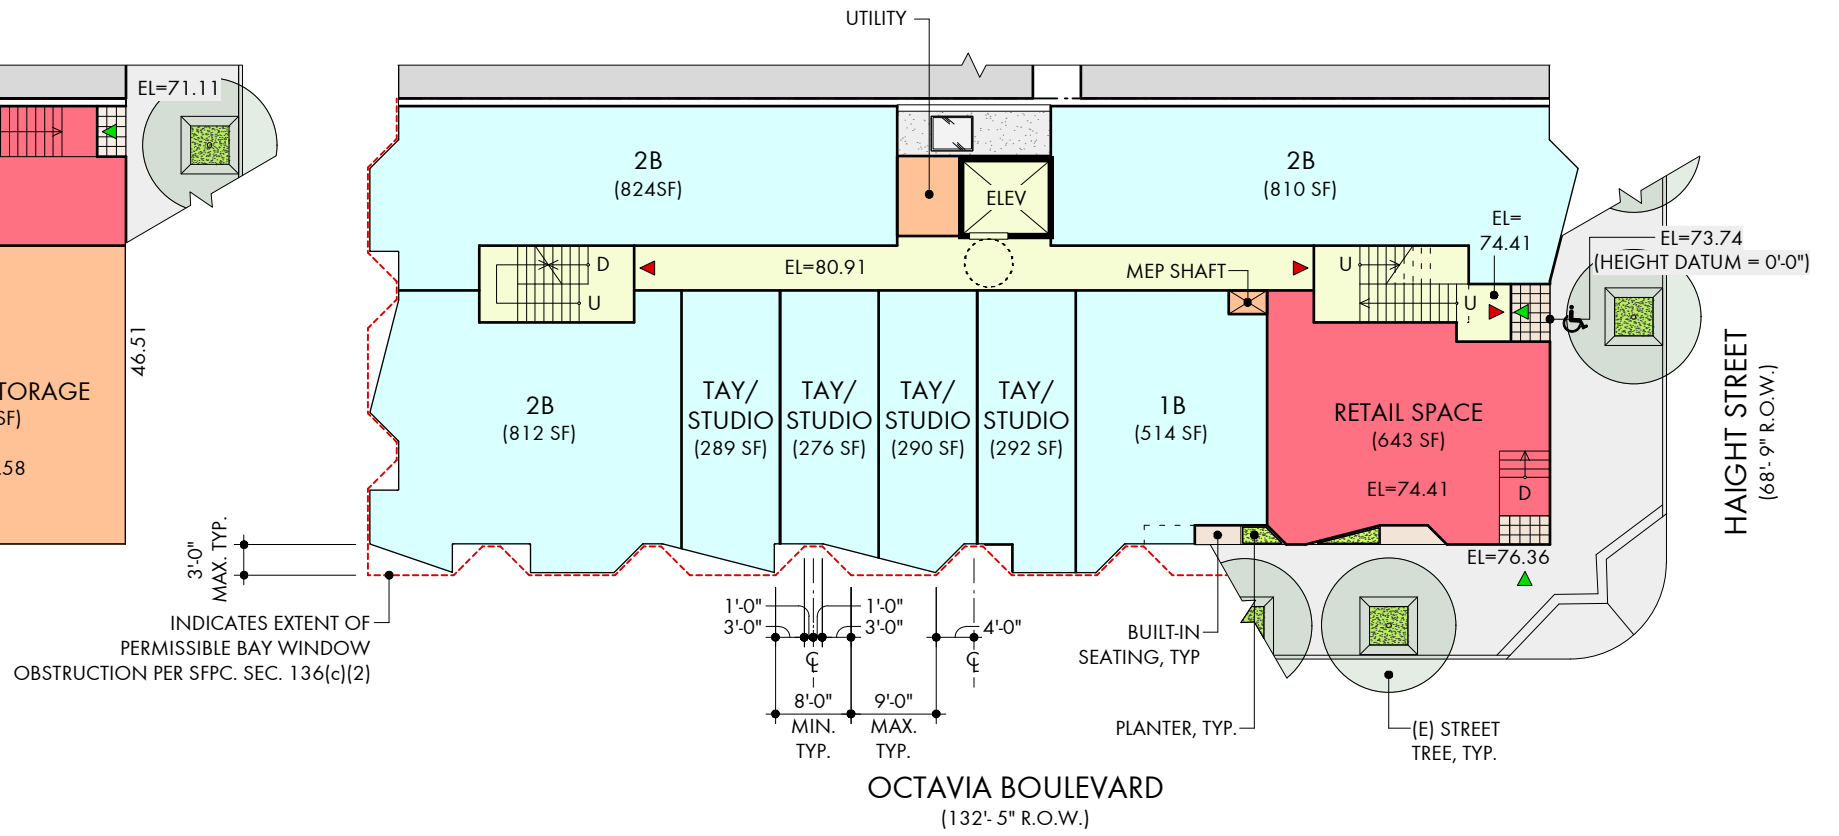 UTILITY
EL=71.11
2B
(824SF)
ELEV
2B
(810 SF)
EL=
74.41
EL=73.74
(HEIGHT DATUM = 0'-0")
D
U
EL=80.91
MEP SHAFT
U
U
46.51
TORAGE
SF)
.58
2B
(812 SF)
TAY/
STUDIO
(289 SF)
TAY/
STUDIO
(276 SF)
TAY/
STUDIO
(290 SF)
TAY/
STUDIO
(292 SF)
1B
(514 SF)
RETAIL SPACE
(643 SF)
EL=74.41
D
HAIGHT STREET
(68'- 9" R.O.W.)
3'-0"
MAX. TYP.
EL=76.36
INDICATES EXTENT OF
PERMISSIBLE BAY WINDOW
OBSTRUCTION PER SFPC. SEC. 136(c)(2)
1'-0"
3'-0"
1'-0"
3'-0"
4'-0"
CL
CL
8'-0"
MIN.
TYP.
9'-0"
MAX.
TYP.
BUILT-IN
SEATING, TYP
PLANTER, TYP.
(E) STREET
TREE, TYP.
OCTAVIA BOULEVARD
(132'- 5" R.O.W.)